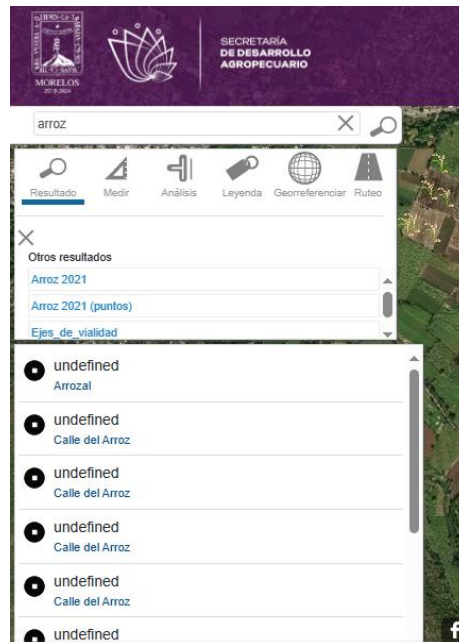 MORELOS
2018-2024
SECRETARÍA
DE DESARROLLO
AGROPECUARIO
arroz
Resultado Medir Análisis Leyenda Georreferenciar Ruteo
Otros resultados
Arroz 2021
Arroz 2021 (puntos)
Ejes_de_vialidad
undefined
Arrozal
undefined
Calle del Arroz
undefined
Calle del Arroz
undefined
Calle del Arroz
undefined
Calle del Arroz
undefined